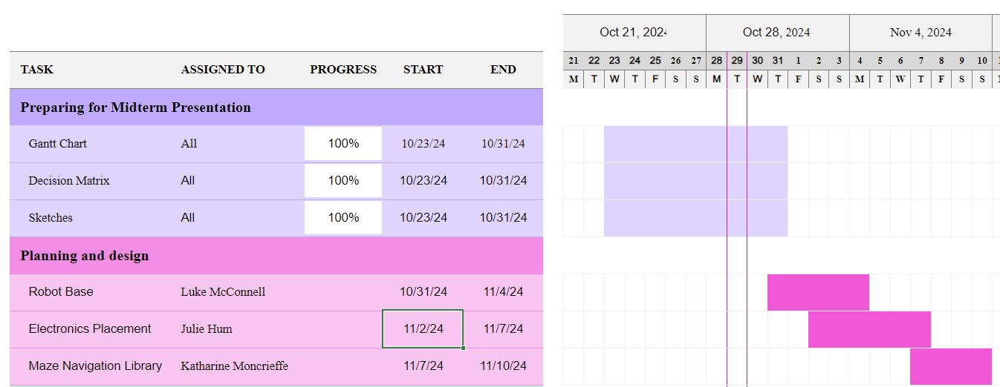 Oct 21, 2024 Oct 28, 2024 Nov 4, 2024
21 22 23 24 25 26 27 28 29 30 31 1 2 3 4 5 6 7 8 9 10
TASK ASSIGNED TO PROGRESS START END M T W T F S S M T W T F S S M T W T F S S
Preparing for Midterm Presentation
Gantt Chart All 100% 10/23/24 10/31/24
Decision Matrix All 100% 10/23/24 10/31/24
Sketches All 100% 10/23/24 10/31/24
Planning and design
Robot Base Luke McConnell 10/31/24 11/4/24
Electronics Placement Julie Hum 11/2/24 11/7/24
Maze Navigation Library Katharine Moncrieffe 11/7/24 11/10/24